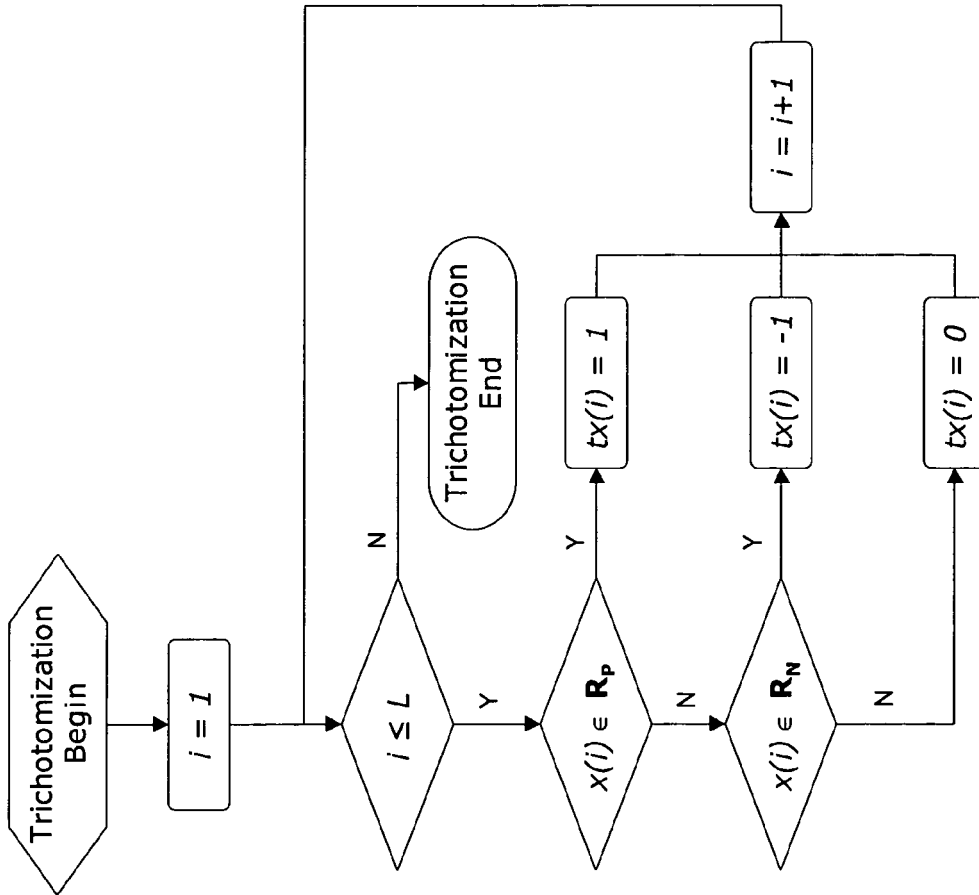 Trichotomization
Begin
i = 1
i ≤ L
N
Trichotomization
End
Y
x(i) ∈ R_P
Y
tx(i) = 1
N
x(i) ∈ R_N
Y
tx(i) = -1
N
tx(i) = 0
i = i+1